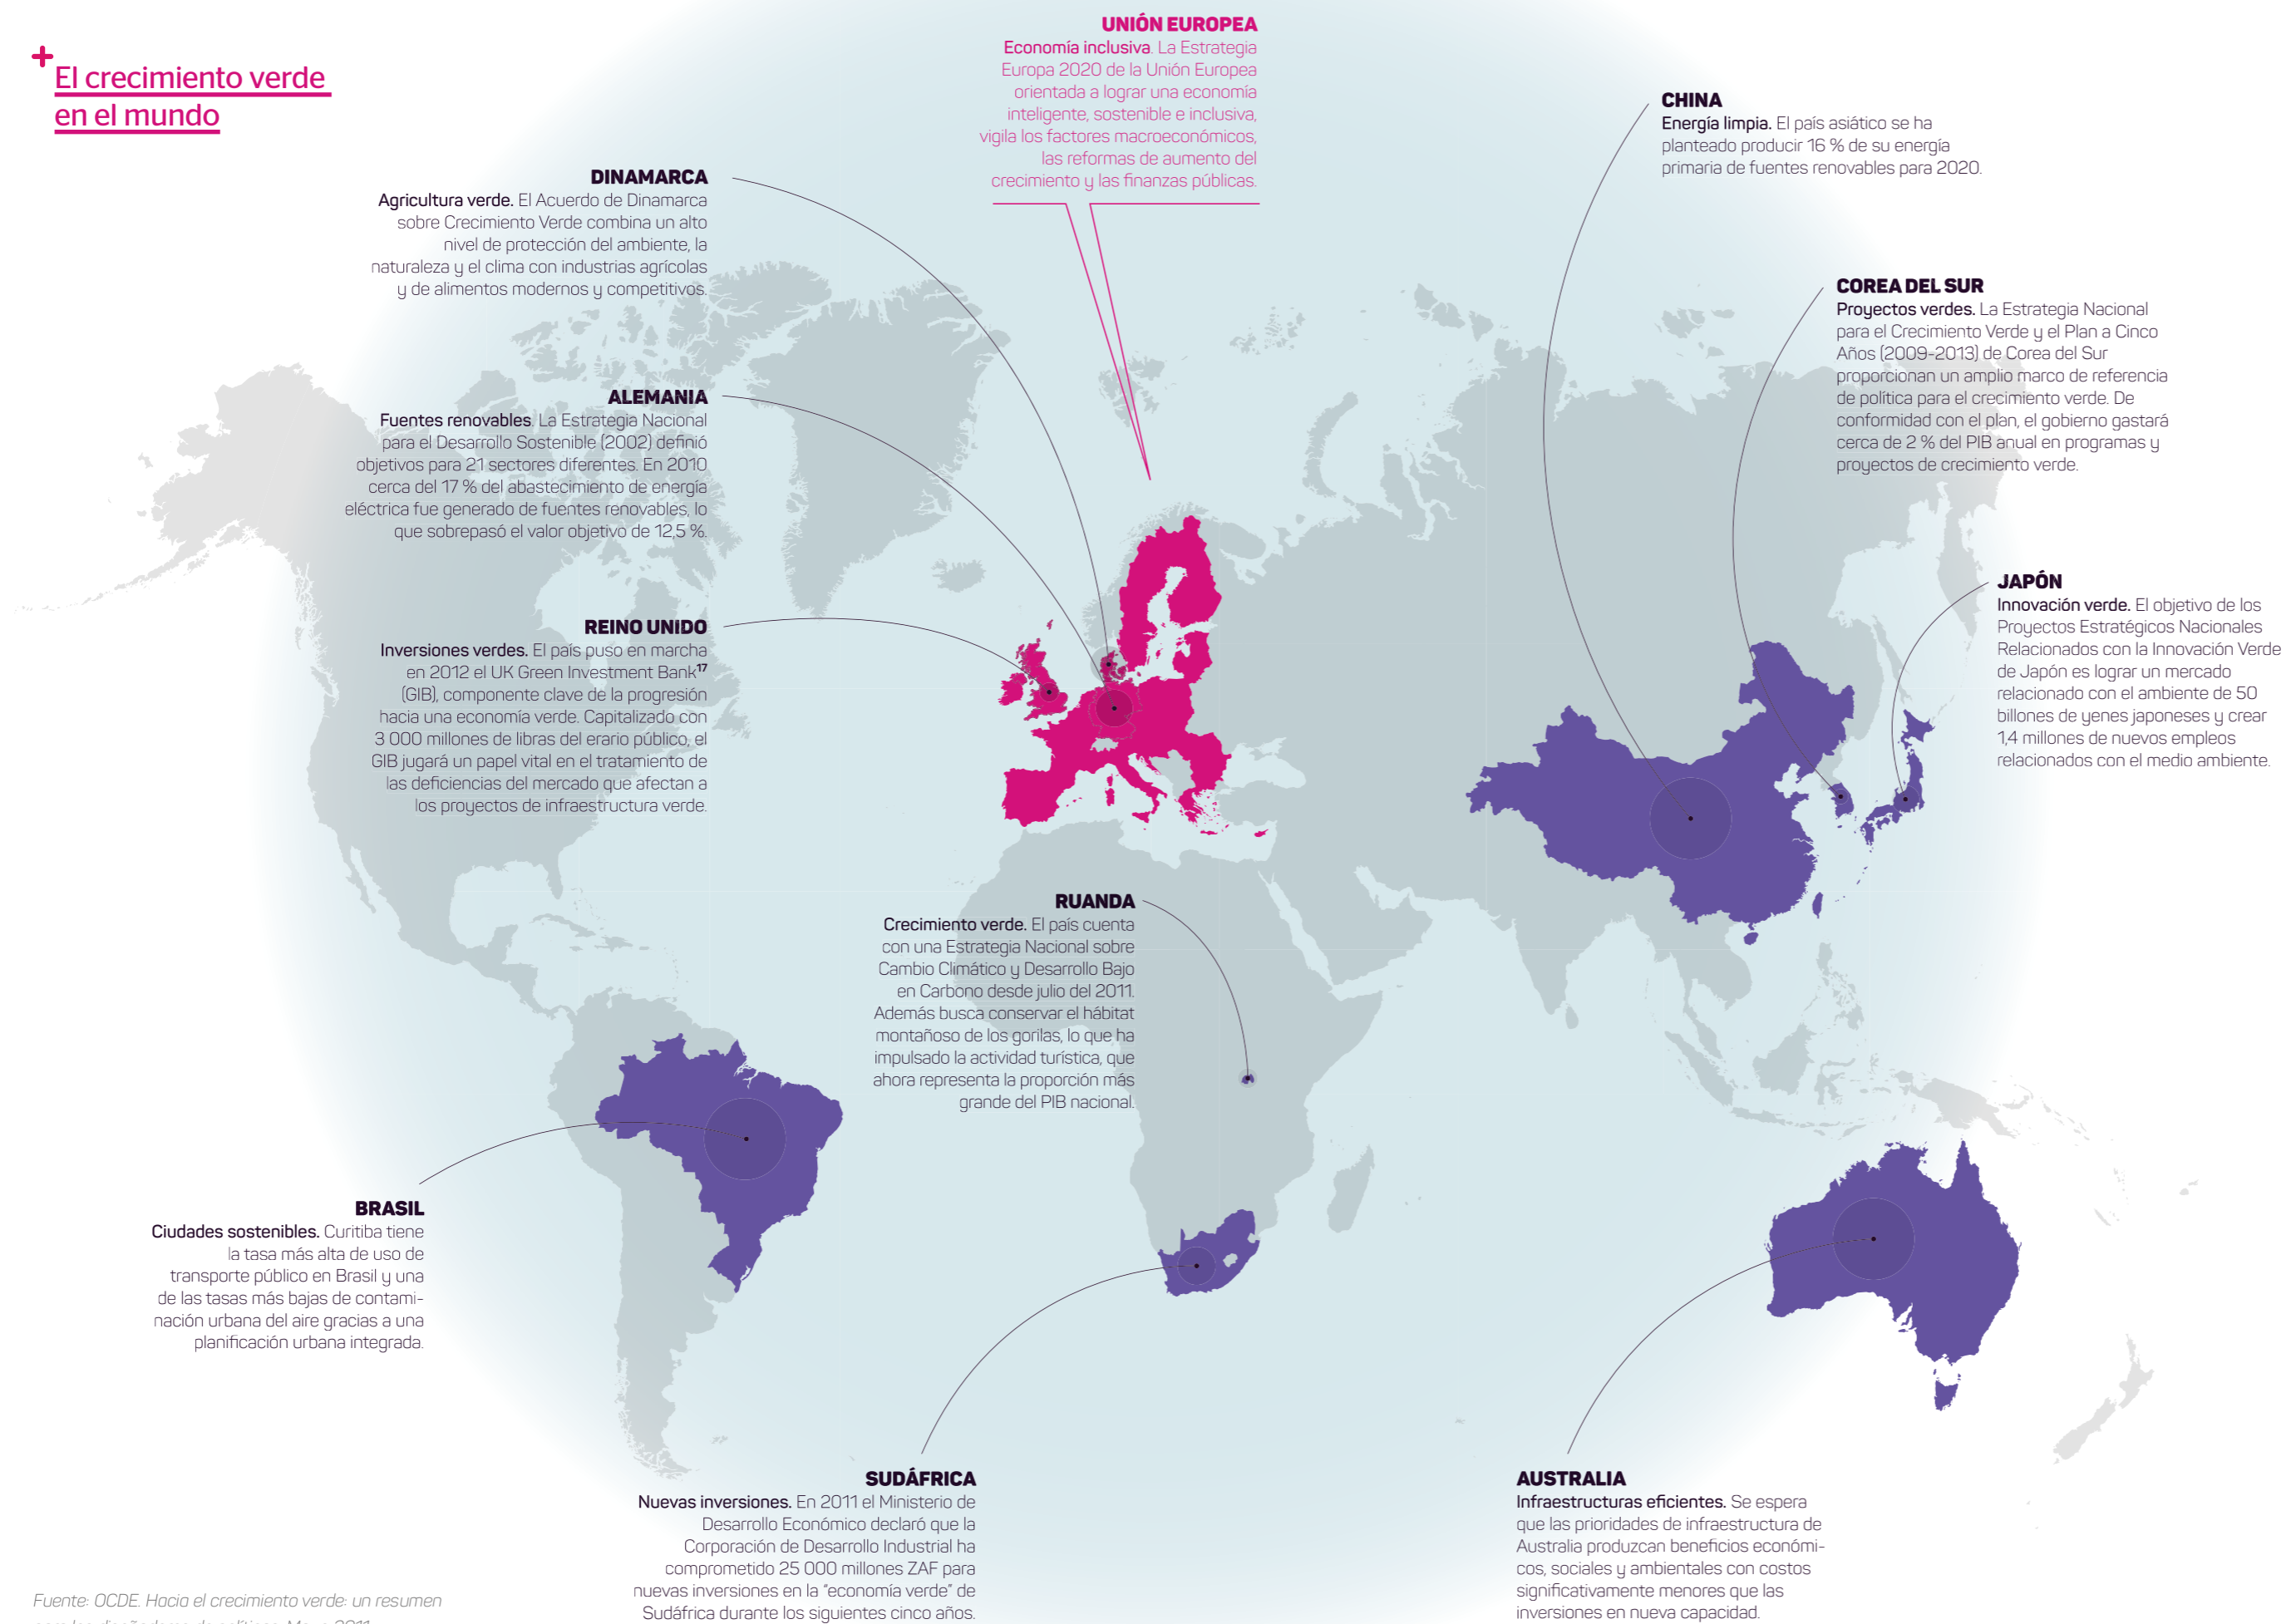 +
El crecimiento verde
en el mundo
UNIÓN EUROPEA
Economía inclusiva. La Estrategia
Europa 2020 de la Unión Europea
orientada a lograr una economía
inteligente, sostenible e inclusiva,
vigila los factores macroeconómicos,
las reformas de aumento del
crecimiento y las finanzas públicas.
CHINA
Energía limpia. El país asiático se ha
planteado producir 16 % de su energía
primaria de fuentes renovables para 2020.
DINAMARCA
Agricultura verde. El Acuerdo de Dinamarca
sobre Crecimiento Verde combina un alto
nivel de protección del ambiente, la
naturaleza y el clima con industrias agrícolas
y de alimentos modernos y competitivos.
COREA DEL SUR
Proyectos verdes. La Estrategia Nacional
para el Crecimiento Verde y el Plan a Cinco
Años (2009-2013) de Corea del Sur
proporcionan un amplio marco de referencia
de política para el crecimiento verde. De
conformidad con el plan, el gobierno gastará
cerca de 2 % del PIB anual en programas y
proyectos de crecimiento verde.
ALEMANIA
Fuentes renovables. La Estrategia Nacional
para el Desarrollo Sostenible (2002) definió
objetivos para 21 sectores diferentes. En 2010
cerca del 17 % del abastecimiento de energía
eléctrica fue generado de fuentes renovables, lo
que sobrepasó el valor objetivo de 12,5 %.
JAPÓN
Innovación verde. El objetivo de los
Proyectos Estratégicos Nacionales
Relacionados con la Innovación Verde
de Japón es lograr un mercado
relacionado con el ambiente de 50
billones de yenes japoneses y crear
1,4 millones de nuevos empleos
relacionados con el medio ambiente.
REINO UNIDO
Inversiones verdes. El país puso en marcha
en 2012 el UK Green Investment Bank17
(GIB), componente clave de la progresión
hacia una economía verde. Capitalizado con
3 000 millones de libras del erario público, el
GIB jugará un papel vital en el tratamiento de
las deficiencias del mercado que afectan a
los proyectos de infraestructura verde.
RUANDA
Crecimiento verde. El país cuenta
con una Estrategia Nacional sobre
Cambio Climático y Desarrollo Bajo
en Carbono desde julio del 2011.
Además busca conservar el hábitat
montañoso de los gorilas, lo que ha
impulsado la actividad turística, que
ahora representa la proporción más
grande del PIB nacional.
BRASIL
Ciudades sostenibles. Curitiba tiene
la tasa más alta de uso de
transporte público en Brasil y una
de las tasas más bajas de contami-
nación urbana del aire gracias a una
planificación urbana integrada.
SUDÁFRICA
Nuevas inversiones. En 2011 el Ministerio de
Desarrollo Económico declaró que la
Corporación de Desarrollo Industrial ha
comprometido 25 000 millones ZAF para
nuevas inversiones en la "economía verde" de
Sudáfrica durante los siguientes cinco años.
AUSTRALIA
Infraestructuras eficientes. Se espera
que las prioridades de infraestructura de
Australia produzcan beneficios económi-
cos, sociales y ambientales con costos
significativamente menores que las
inversiones en nueva capacidad.
Fuente: OCDE. Hacia el crecimiento verde: un resumen